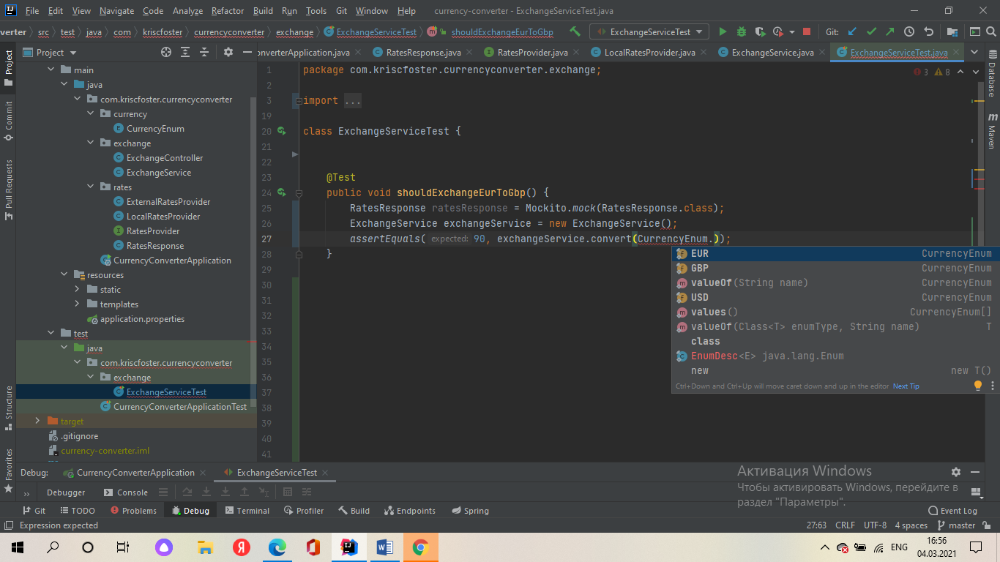 File Edit View Navigate Code Analyze Refactor Build Run Tools Git Window Help currency-converter - ExchangeServiceTest.java
verter src test java com kriscfoster currencyconverter exchange ExchangeServiceTest shouldExchangeEurToGbp ExchangeServiceTest Git:
Project onverterApplication.java RatesResponse.java RatesProvider.java LocalRatesProvider.java ExchangeService.java ExchangeServiceTest.java
Project
Commit
Pull Requests
Structure
Favorites
main
java
com.kriscfoster.currencyconverter
currency
CurrencyEnum
exchange
ExchangeController
ExchangeService
rates
ExternalRatesProvider
LocalRatesProvider
RatesProvider
RatesResponse
CurrencyConverterApplication
resources
static
templates
application.properties
test
java
com.kriscfoster.currencyconverter
exchange
ExchangeServiceTest
CurrencyConverterApplicationTest
target
.gitignore
currency-converter.iml
1 package com.kriscfoster.currencyconverter.exchange;
3 8
2
3 import ...
19
20 class ExchangeServiceTest {
21
22
23 @Test
24 public void shouldExchangeEurToGbp() {
25 RatesResponse ratesResponse = Mockito.mock(RatesResponse.class);
26 ExchangeService exchangeService = new ExchangeService();
27 assertEquals( expected: 90, exchangeService.convert(CurrencyEnum.));
28 }
29
30
31
32
33
34
35
36
37
38
39
40
41
EUR CurrencyEnum
GBP CurrencyEnum
valueOf(String name) CurrencyEnum
USD CurrencyEnum
values() CurrencyEnum[]
valueOf(Class<T> enumType, String name) T
class
EnumDesc<E> java.lang.Enum
new new T()
Ctrl+Down and Ctrl+Up will move caret down and up in the editor Next Tip
Database
Maven
Debug: CurrencyConverterApplication ExchangeServiceTest
Debugger Console
Активация Windows
Чтобы активировать Windows, перейдите в
раздел "Параметры".
Git TODO Problems Debug Terminal Profiler Build Endpoints Spring Event Log
Expression expected 27:63 CRLF UTF-8 4 spaces master
ENG 16:56
04.03.2021